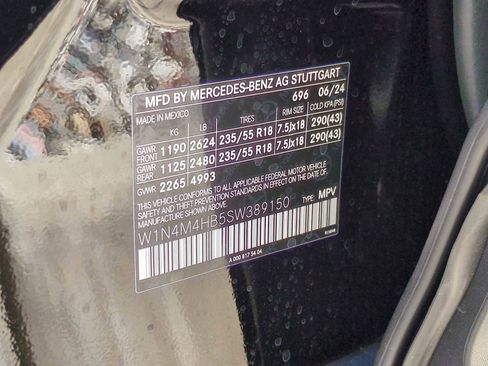 MFD BY MERCEDES-BENZ AG STUTTGART
MADE IN MEXICO 696 06/24
KG LB TIRES RIM SIZE COLD KPA (PSI)
GAWR FRONT 1190 2624 235/55 R18 7.5Jx18 290(43)
GAWR REAR 1125 2480 235/55 R18 7.5Jx18 290(43)
GVWR 2265 4993
THIS VEHICLE CONFORMS TO ALL APPLICABLE FEDERAL MOTOR VEHICLE
SAFETY AND THEFT PREVENTION STANDARDS IN EFFECT ON THE DATE OF
MANUFACTURE SHOWN ABOVE.
W1N4M4HB5SW389150 TYPE: MPV
A 000 817 54 04